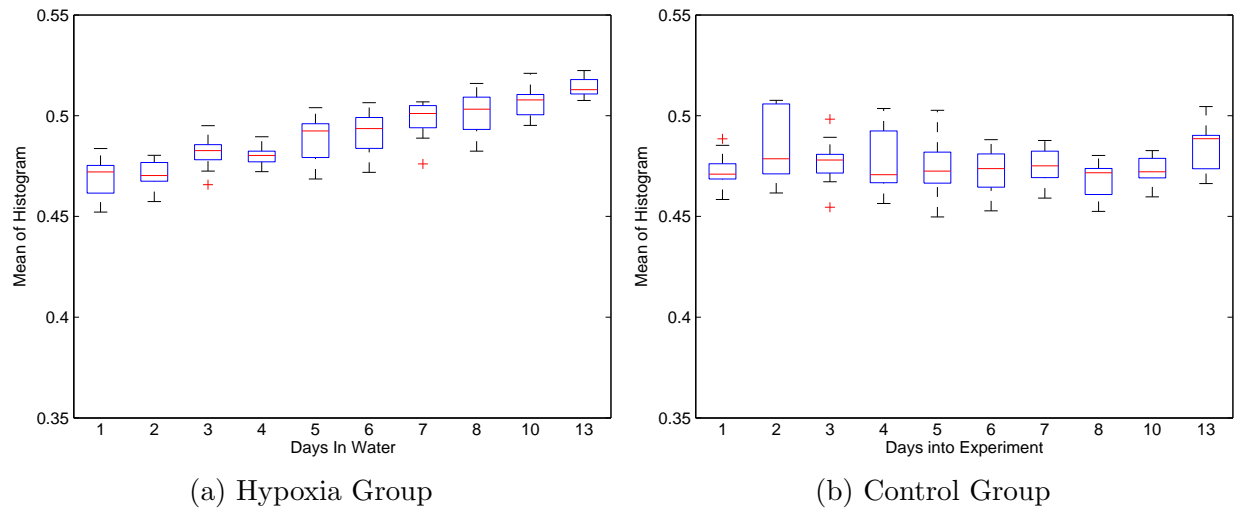 0.55
0.5
0.45
0.4
0.35
Mean of Histogram
1 2 3 4 5 6 7 8 10 13
Days In Water
(a) Hypoxia Group
0.55
0.5
0.45
0.4
0.35
Mean of Histogram
1 2 3 4 5 6 7 8 10 13
Days into Experiment
(b) Control Group